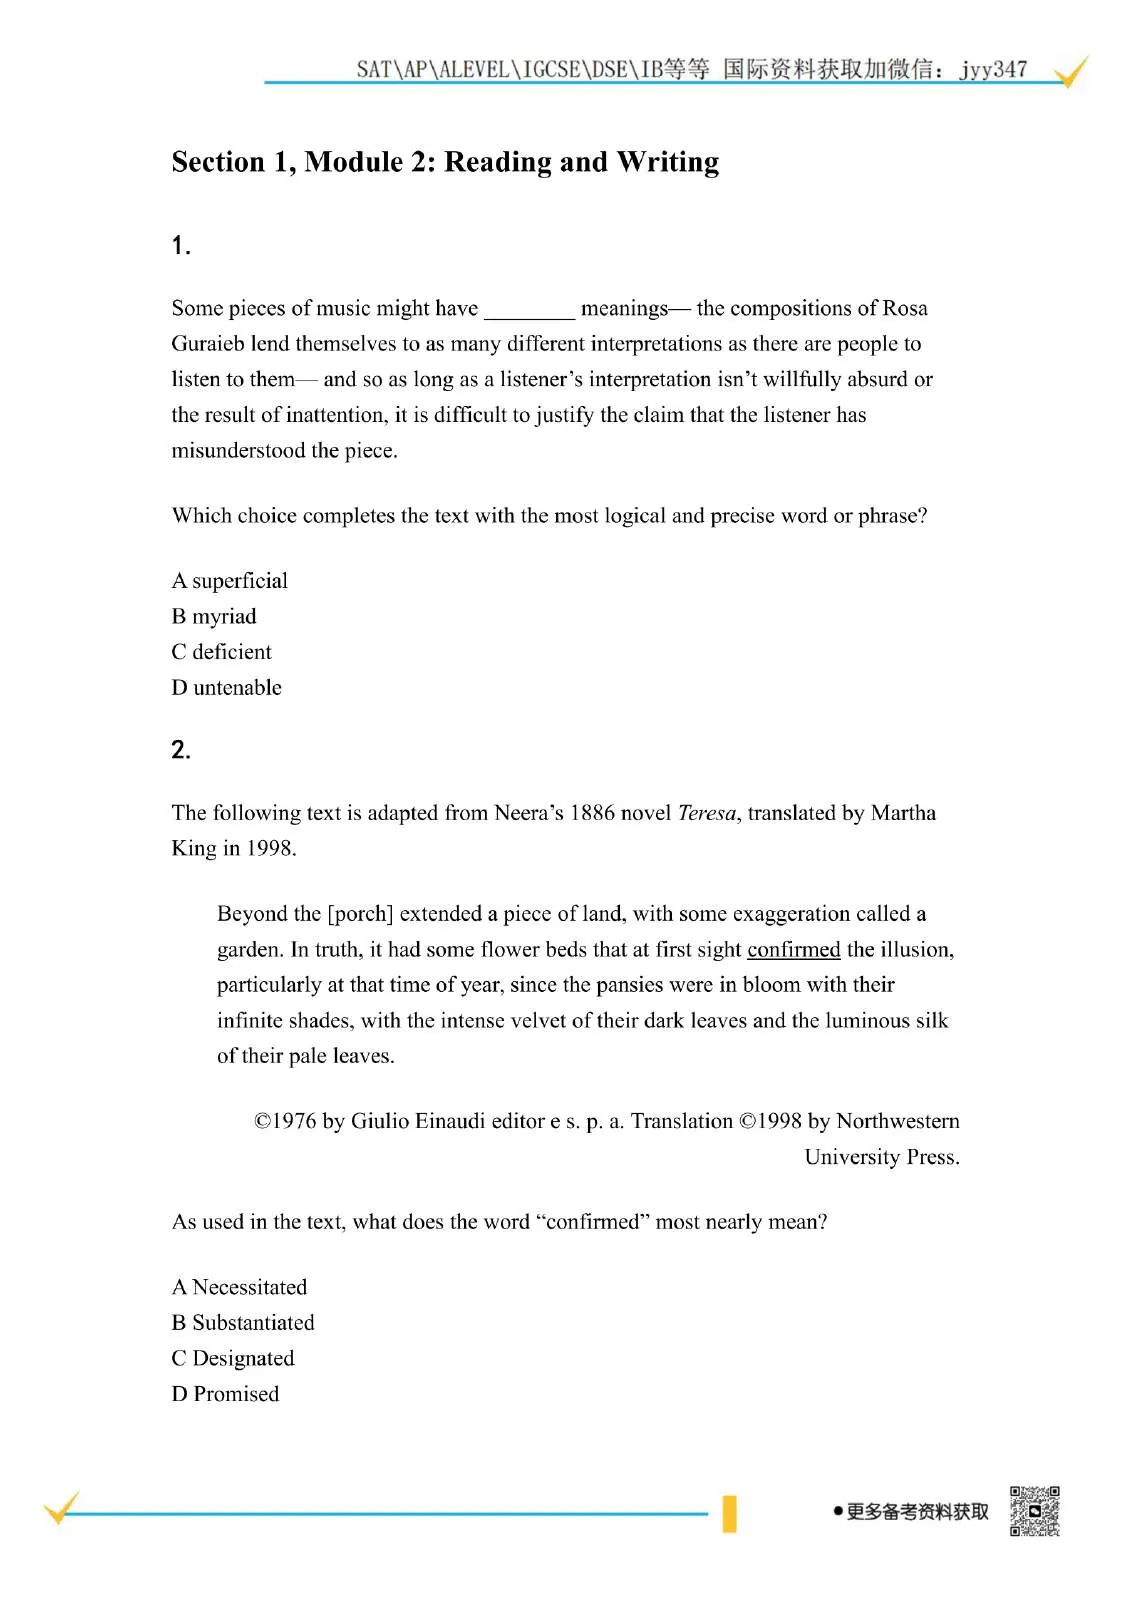 SAT\AP\ALEVEL\IGCSE\DSE\IB等等 国际资料获取加微信：jyy347
Section 1, Module 2: Reading and Writing
1.
Some pieces of music might have ________ meanings— the compositions of Rosa
Guraieb lend themselves to as many different interpretations as there are people to
listen to them— and so as long as a listener’s interpretation isn’t willfully absurd or
the result of inattention, it is difficult to justify the claim that the listener has
misunderstood the piece.
Which choice completes the text with the most logical and precise word or phrase?
A superficial
B myriad
C deficient
D untenable
2.
The following text is adapted from Neera’s 1886 novel Teresa, translated by Martha
King in 1998.
Beyond the [porch] extended a piece of land, with some exaggeration called a
garden. In truth, it had some flower beds that at first sight confirmed the illusion,
particularly at that time of year, since the pansies were in bloom with their
infinite shades, with the intense velvet of their dark leaves and the luminous silk
of their pale leaves.
©1976 by Giulio Einaudi editor e s. p. a. Translation ©1998 by Northwestern
University Press.
As used in the text, what does the word “confirmed” most nearly mean?
A Necessitated
B Substantiated
C Designated
D Promised
●更多备考资料获取